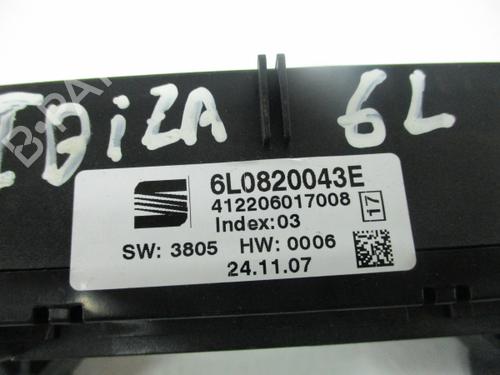 IBIZA 6L
6L0820043E
412206017008 17
Index:03
SW: 3805 HW: 0006
24.11.07